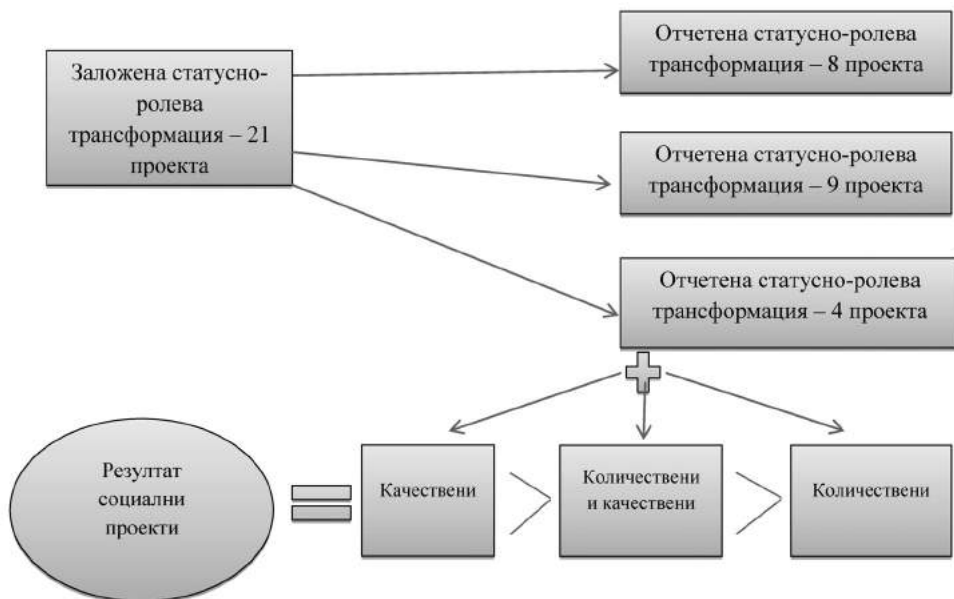 Заложена статусно-
ролева
трансформация – 21
проекта
Отчетена статусно-ролева
трансформация – 8 проекта
Отчетена статусно-ролева
трансформация – 9 проекта
Отчетена статусно-ролева
трансформация – 4 проекта
Резултат
социални
проекти
Качествени
Количествени
и качествени
Количествени